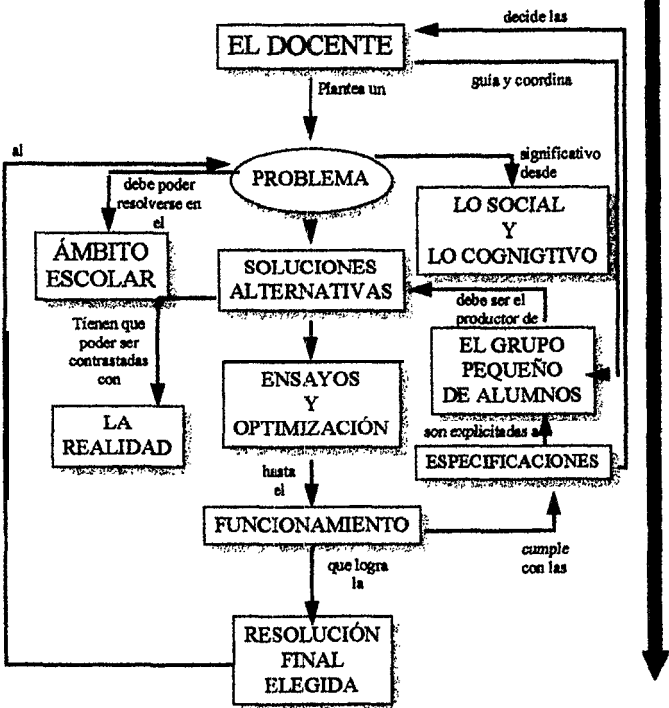 decide las
EL DOCENTE
Plantea un
guía y coordina
al
significativo
desde
PROBLEMA
debe poder
resolverse en
el
LO SOCIAL
Y
LO COGNIGTIVO
ÁMBITO
ESCOLAR
SOLUCIONES
ALTERNATIVAS
debe ser el
productor de
Tienen que
poder ser
contrastadas
con
EL GRUPO
PEQUEÑO
DE ALUMNOS
ENSAYOS
Y
OPTIMIZACIÓN
LA
REALIDAD
son explicitadas a
ESPECIFICACIONES
hasta
el
FUNCIONAMIENTO
cumple
con las
que logra
la
RESOLUCIÓN
FINAL
ELEGIDA